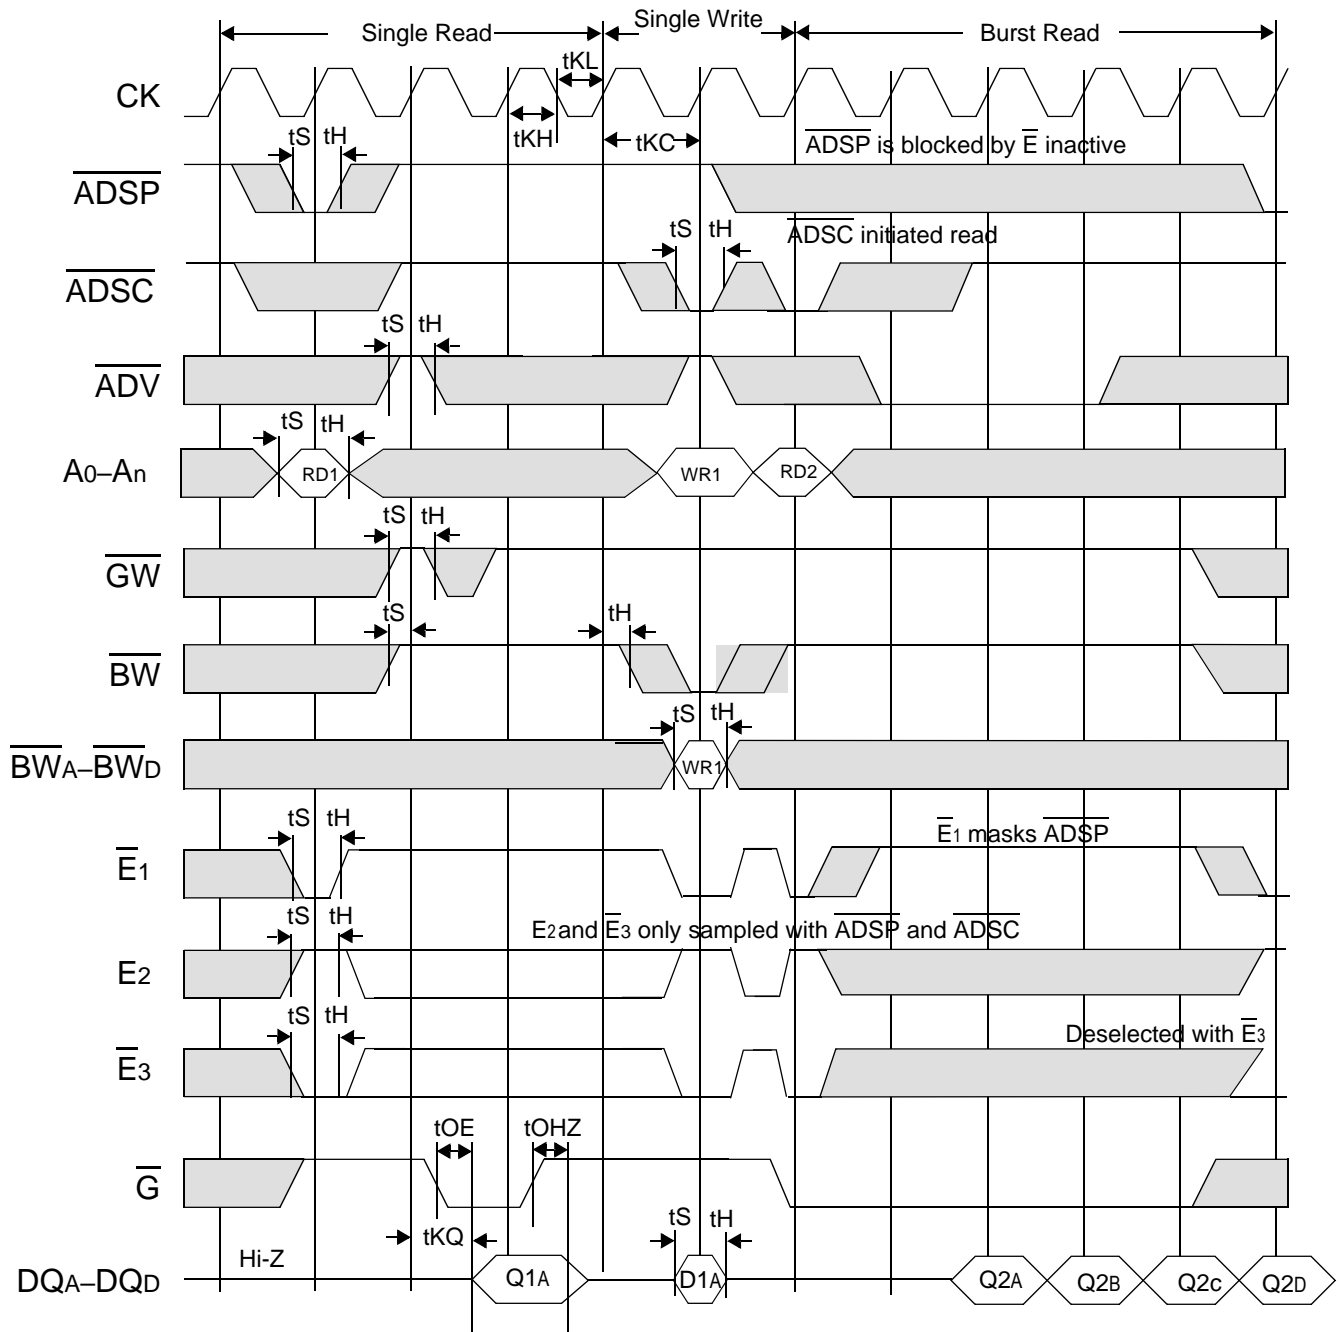 Single Read
Single Write
Burst Read
CK
tKL
tKH
tKC
tS
tH
ADSP is blocked by E inactive
ADSP
tS
tH
ADSC initiated read
ADSC
tS
tH
ADV
tS
tH
A0–An
RD1
WR1
RD2
tS
tH
GW
tS
tH
BW
tS
tH
BWA–BWD
WR1
tS
tH
E1 masks ADSP
E1
tS
tH
E2 and E3 only sampled with ADSP and ADSC
E2
tS
tH
Deselected with E3
E3
tOE
tOHZ
G
tKQ
tS
tH
Hi-Z
DQA–DQD
Q1A
D1A
Q2A
Q2B
Q2c
Q2D